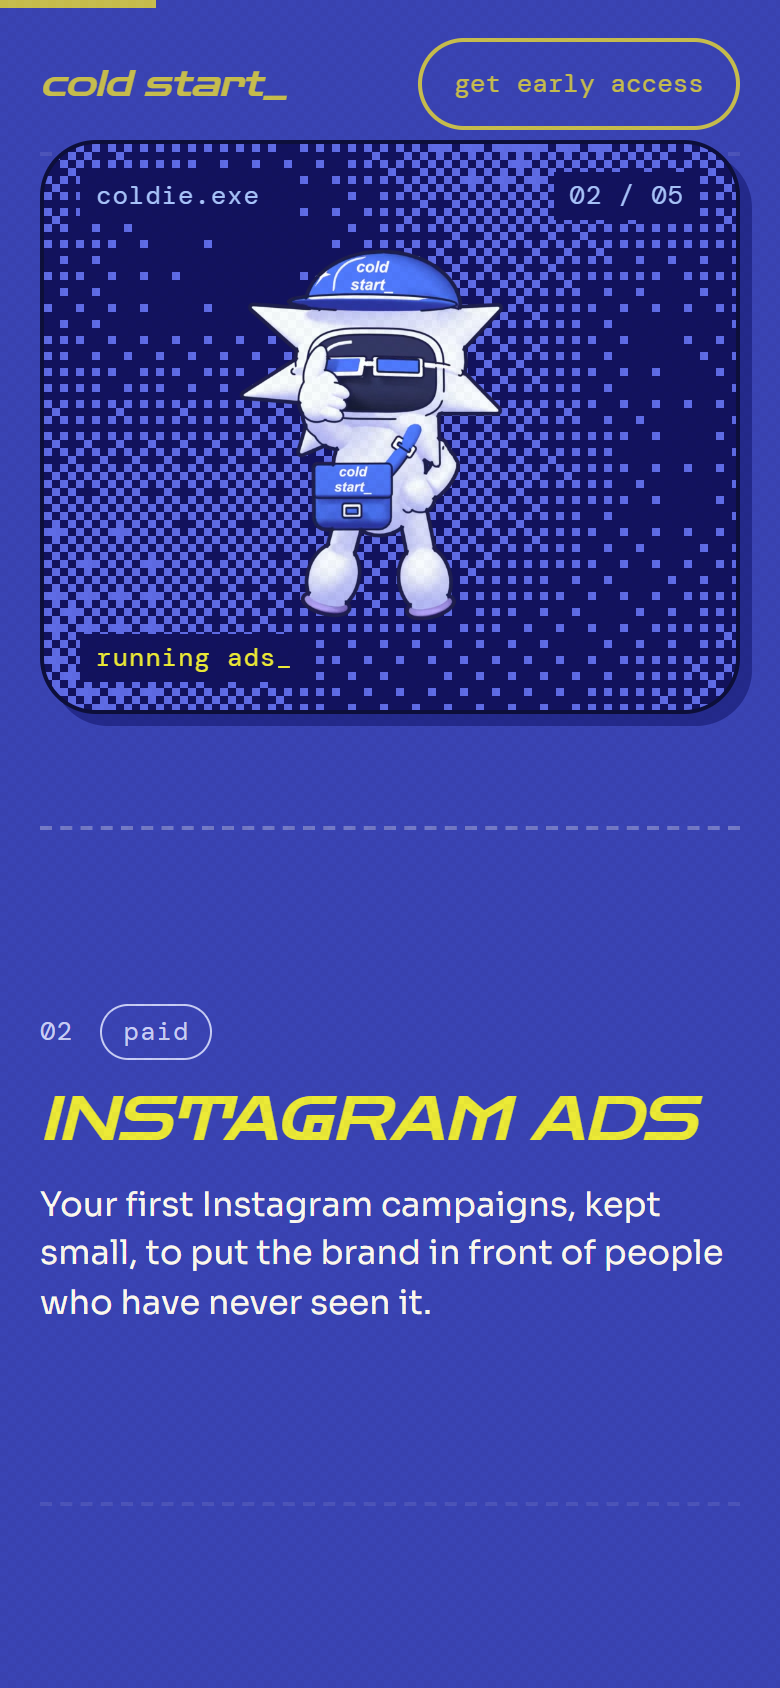 cold start_
get early access
coldie.exe
02 / 05
cold
start_
cold
start_
running ads_
02
paid
INSTAGRAM ADS
Your first Instagram campaigns, kept
small, to put the brand in front of people
who have never seen it.